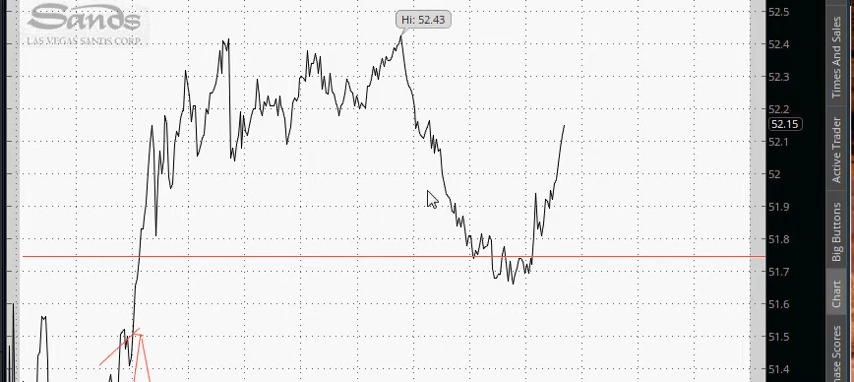 Sands
LAS VEGAS SANDS CORP.
Hi: 52.43
52.5
52.4
52.3
52.2
52.15
52.1
52
51.9
51.8
51.7
51.6
51.5
51.4
Times And Sales
Active Trader
Big Buttons
Chart
hase Scores